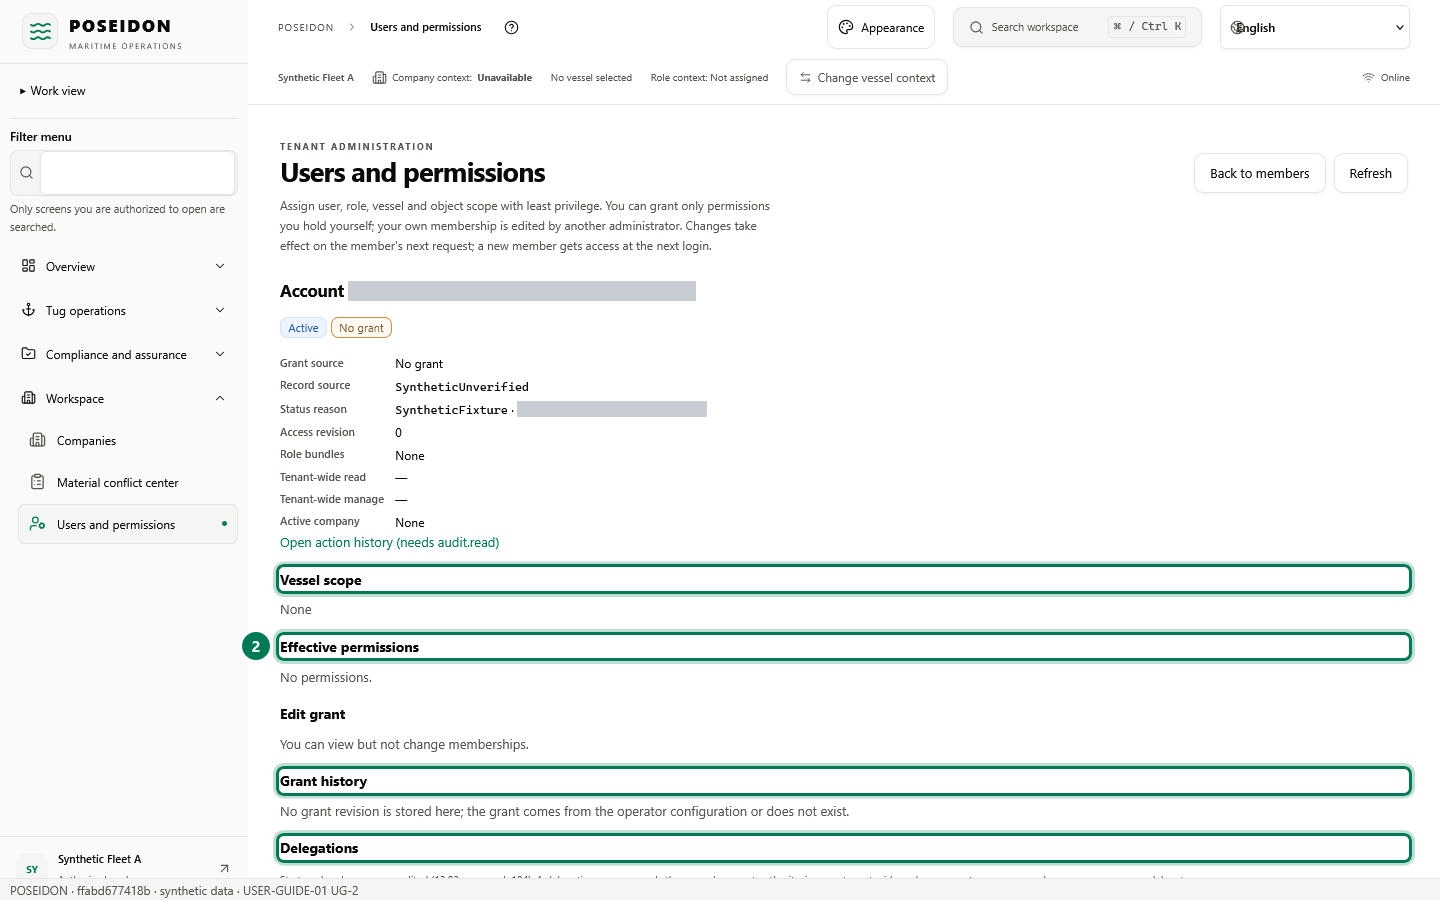 POSEIDON
MARITIME OPERATIONS
Work view
Filter menu
Only screens you are authorized to open are
searched.
Overview
Tug operations
Compliance and assurance
Workspace
Companies
Material conflict center
Users and permissions
SY
Synthetic Fleet A
POSEIDON
Users and permissions
Appearance
Search workspace
⌘ / Ctrl K
English
Synthetic Fleet A
Company context: Unavailable
No vessel selected
Role context: Not assigned
Change vessel context
Online
TENANT ADMINISTRATION
Users and permissions
Back to members
Refresh
Assign user, role, vessel and object scope with least privilege. You can grant only permissions
you hold yourself; your own membership is edited by another administrator. Changes take
effect on the member's next request; a new member gets access at the next login.
Account
Active
No grant
Grant source No grant
Record source SyntheticUnverified
Status reason SyntheticFixture ·
Access revision 0
Role bundles None
Tenant-wide read —
Tenant-wide manage —
Active company None
Open action history (needs audit.read)
Vessel scope
None
2
Effective permissions
No permissions.
Edit grant
You can view but not change memberships.
Grant history
No grant revision is stored here; the grant comes from the operator configuration or does not exist.
Delegations
POSEIDON · ffabd677418b · synthetic data · USER-GUIDE-01 UG-2